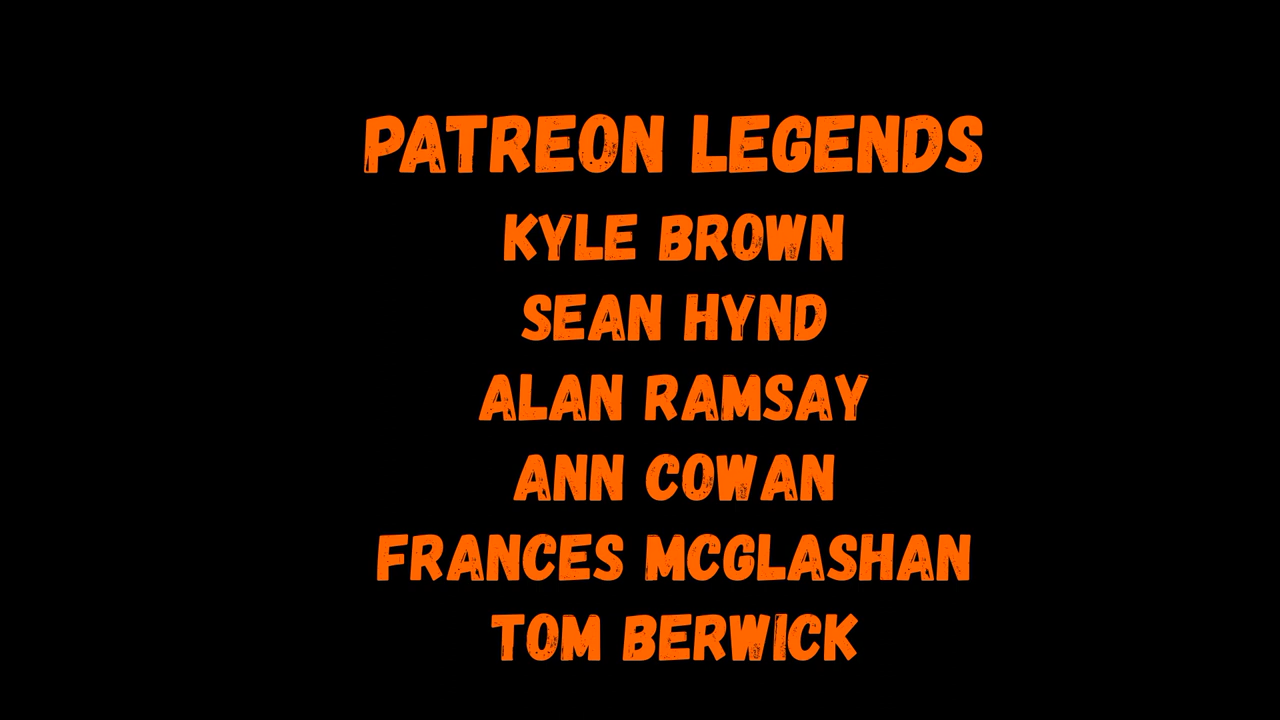 PATREON LEGENDS
KYLE BROWN
SEAN HYND
ALAN RAMSAY
ANN COWAN
FRANCES MCGLASHAN
TOM BERWICK